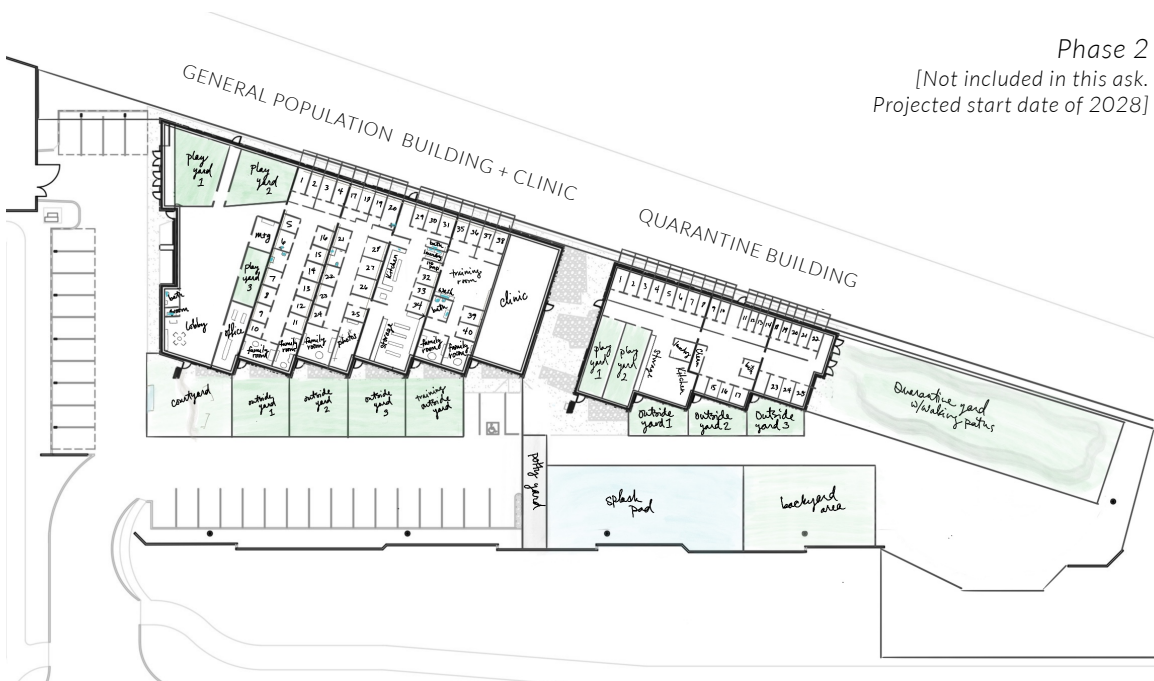 Phase 2
[Not included in this ask.
Projected start date of 2028]
GENERAL POPULATION BUILDING + CLINIC
QUARANTINE BUILDING
play
yard
1
play
yard
2
1 2 3 4 17 18 19 20
29 30 31 35 36 37 38
mtg
5
6
7
8
9
10
play
yard
3
16
15
14
13
12
11
21
22
23
24
28
27
26
25
kitchen
bath
laundry
32
33
34
training
room
bath
39
40
clinic
bath
room
lobby
office
family
room
family
room
family
room
photos
storage
family
room
family
room
courtyard
outside
yard
1
outside
yard
2
outside
yard
3
training
outside
yard
1 2 3 4 5 6 7 8 9 10
11 12 13 14 18 19 20 21 22
play
yard
1
play
yard
2
storage
laundry
Kitchen
15 16 17
23 24 25
outside
yard 1
outside
yard 2
outside
yard 3
Quarantine yard
w/walking paths
potty yard
splash
pad
backyard
area